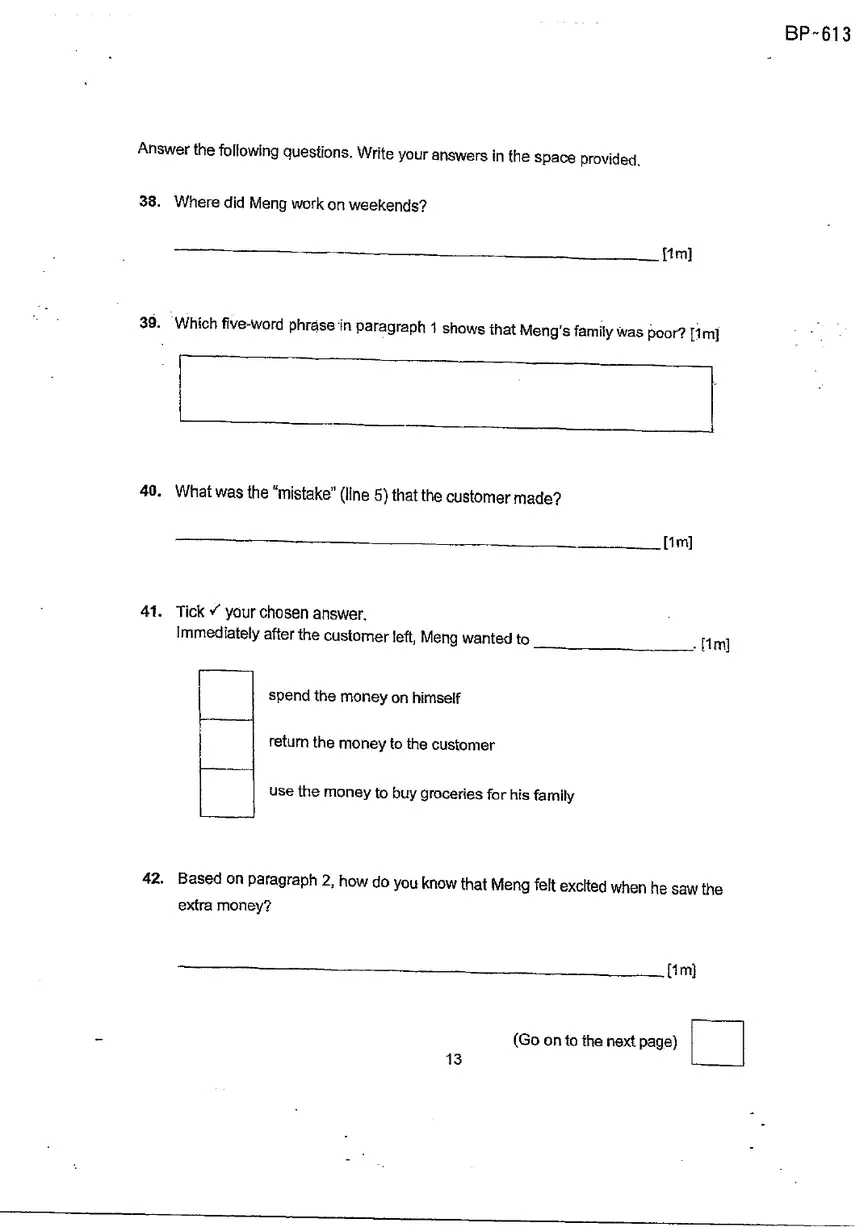 BP-613
Answer the following questions. Write your answers in the space provided.
38. Where did Meng work on weekends?
[1m]
39. Which five-word phrase in paragraph 1 shows that Meng's family was poor? [1m]
40. What was the “mistake” (line 5) that the customer made?
[1m]
41. Tick ✓ your chosen answer.
Immediately after the customer left, Meng wanted to ________________. [1m]
spend the money on himself
return the money to the customer
use the money to buy groceries for his family
42. Based on paragraph 2, how do you know that Meng felt excited when he saw the
extra money?
[1m]
(Go on to the next page)
13